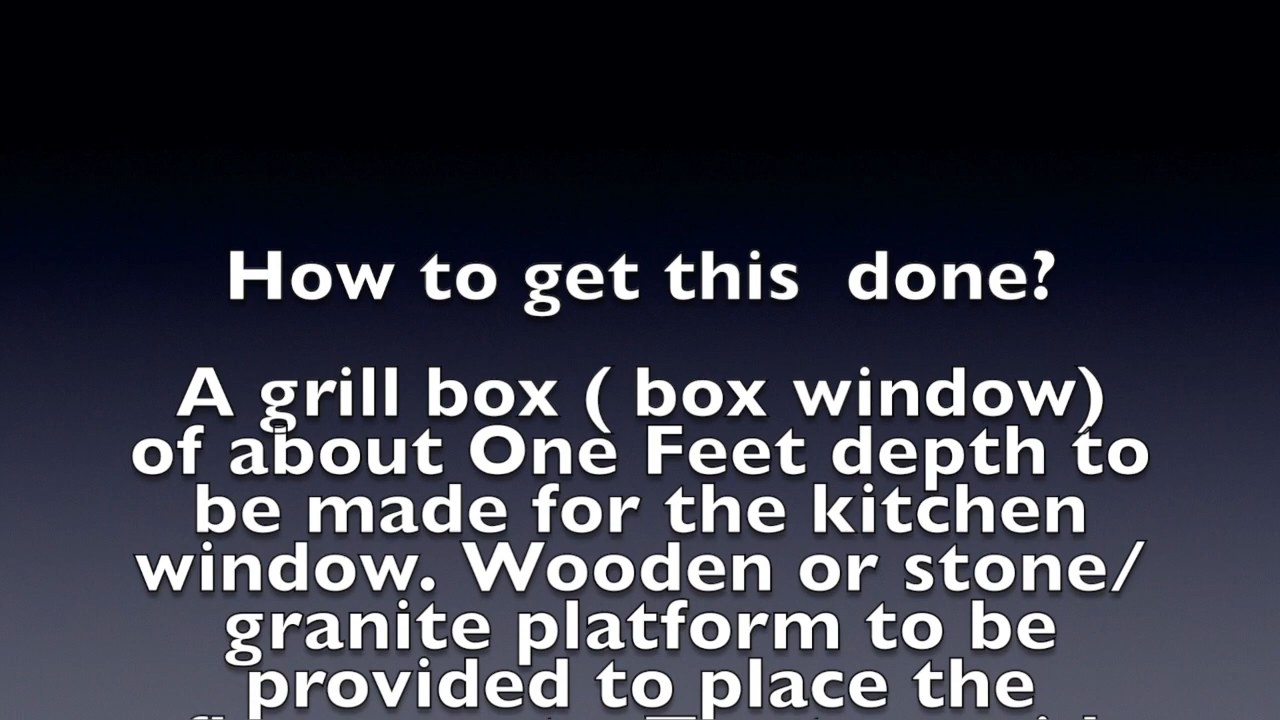 How to get this  done?
A grill box ( box window)
of about One Feet depth to
be made for the kitchen
window. Wooden or stone/
granite platform to be
provided to place the